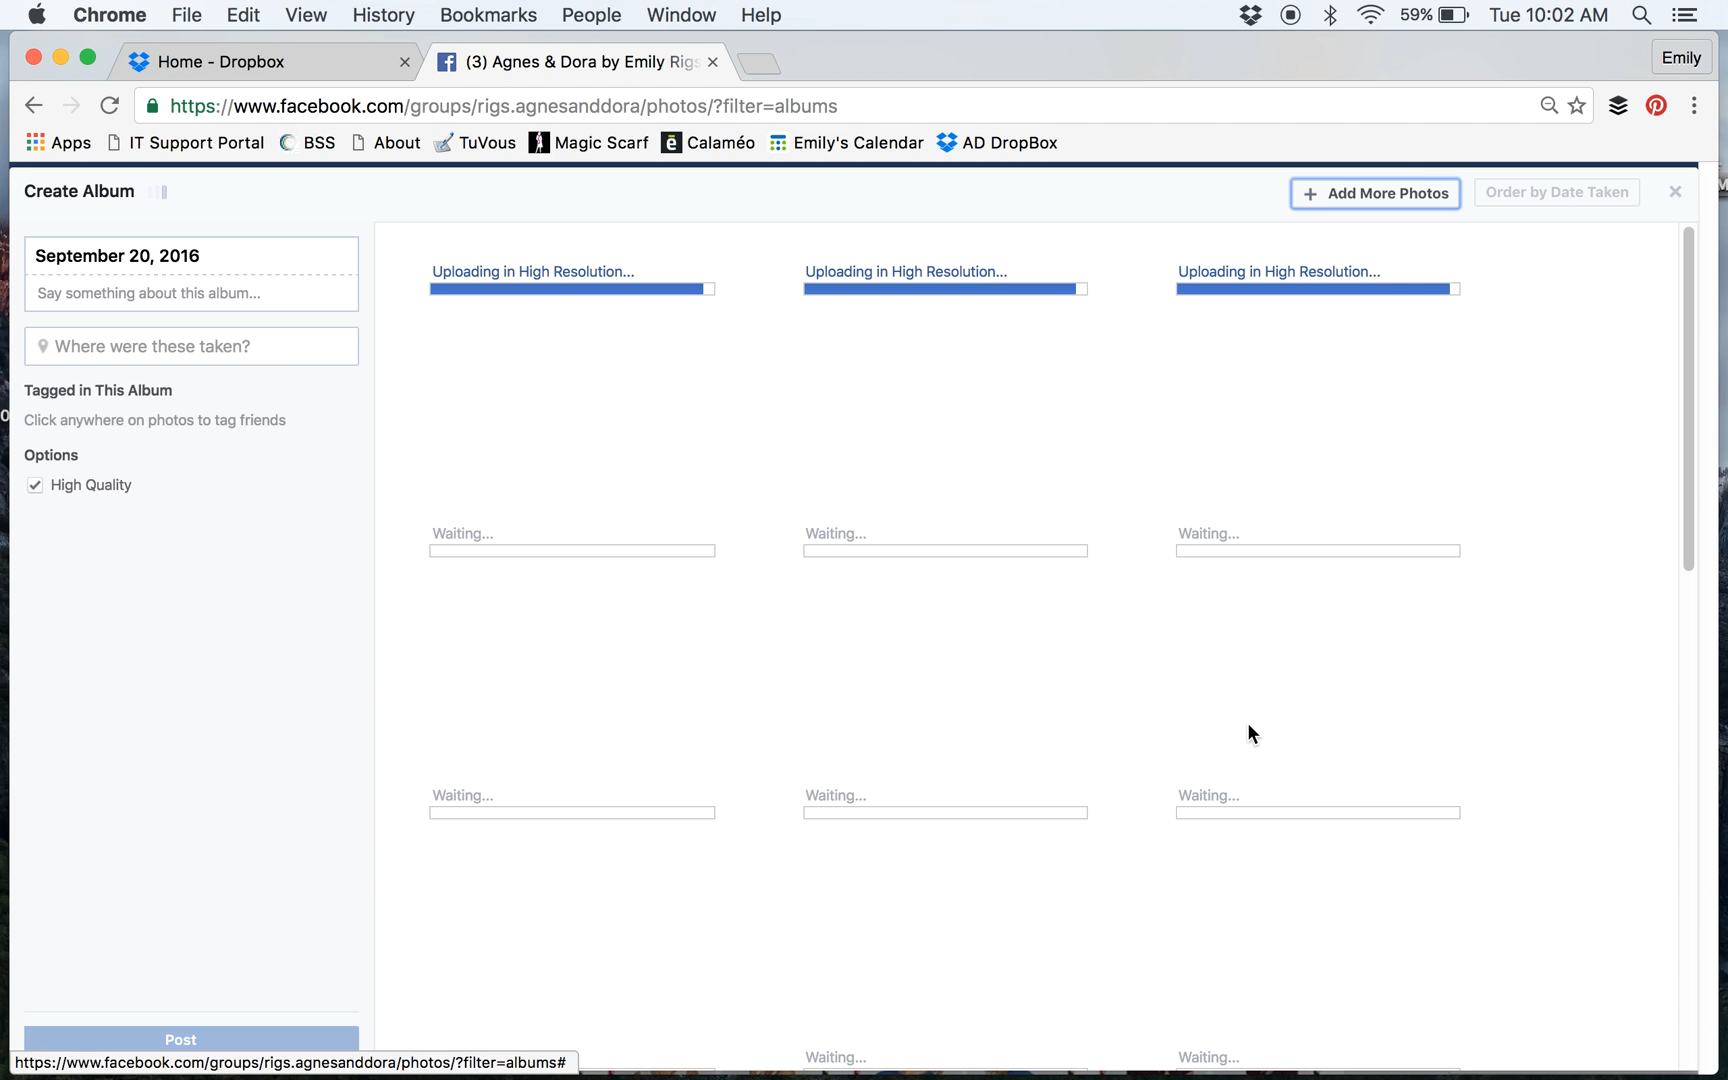 Chrome File Edit View History Bookmarks People Window Help 59% Tue 10:02 AM
Home - Dropbox (3) Agnes & Dora by Emily Rigs Emily
https://www.facebook.com/groups/rigs.agnesanddora/photos/?filter=albums
Apps IT Support Portal BSS About TuVous Magic Scarf Calaméo Emily's Calendar AD DropBox
Create Album + Add More Photos Order by Date Taken
September 20, 2016
Say something about this album...
Where were these taken?
Tagged in This Album
Click anywhere on photos to tag friends
Options
High Quality
Uploading in High Resolution... Uploading in High Resolution... Uploading in High Resolution...
Waiting... Waiting... Waiting...
Waiting... Waiting... Waiting...
Waiting... Waiting...
Post
https://www.facebook.com/groups/rigs.agnesanddora/photos/?filter=albums#